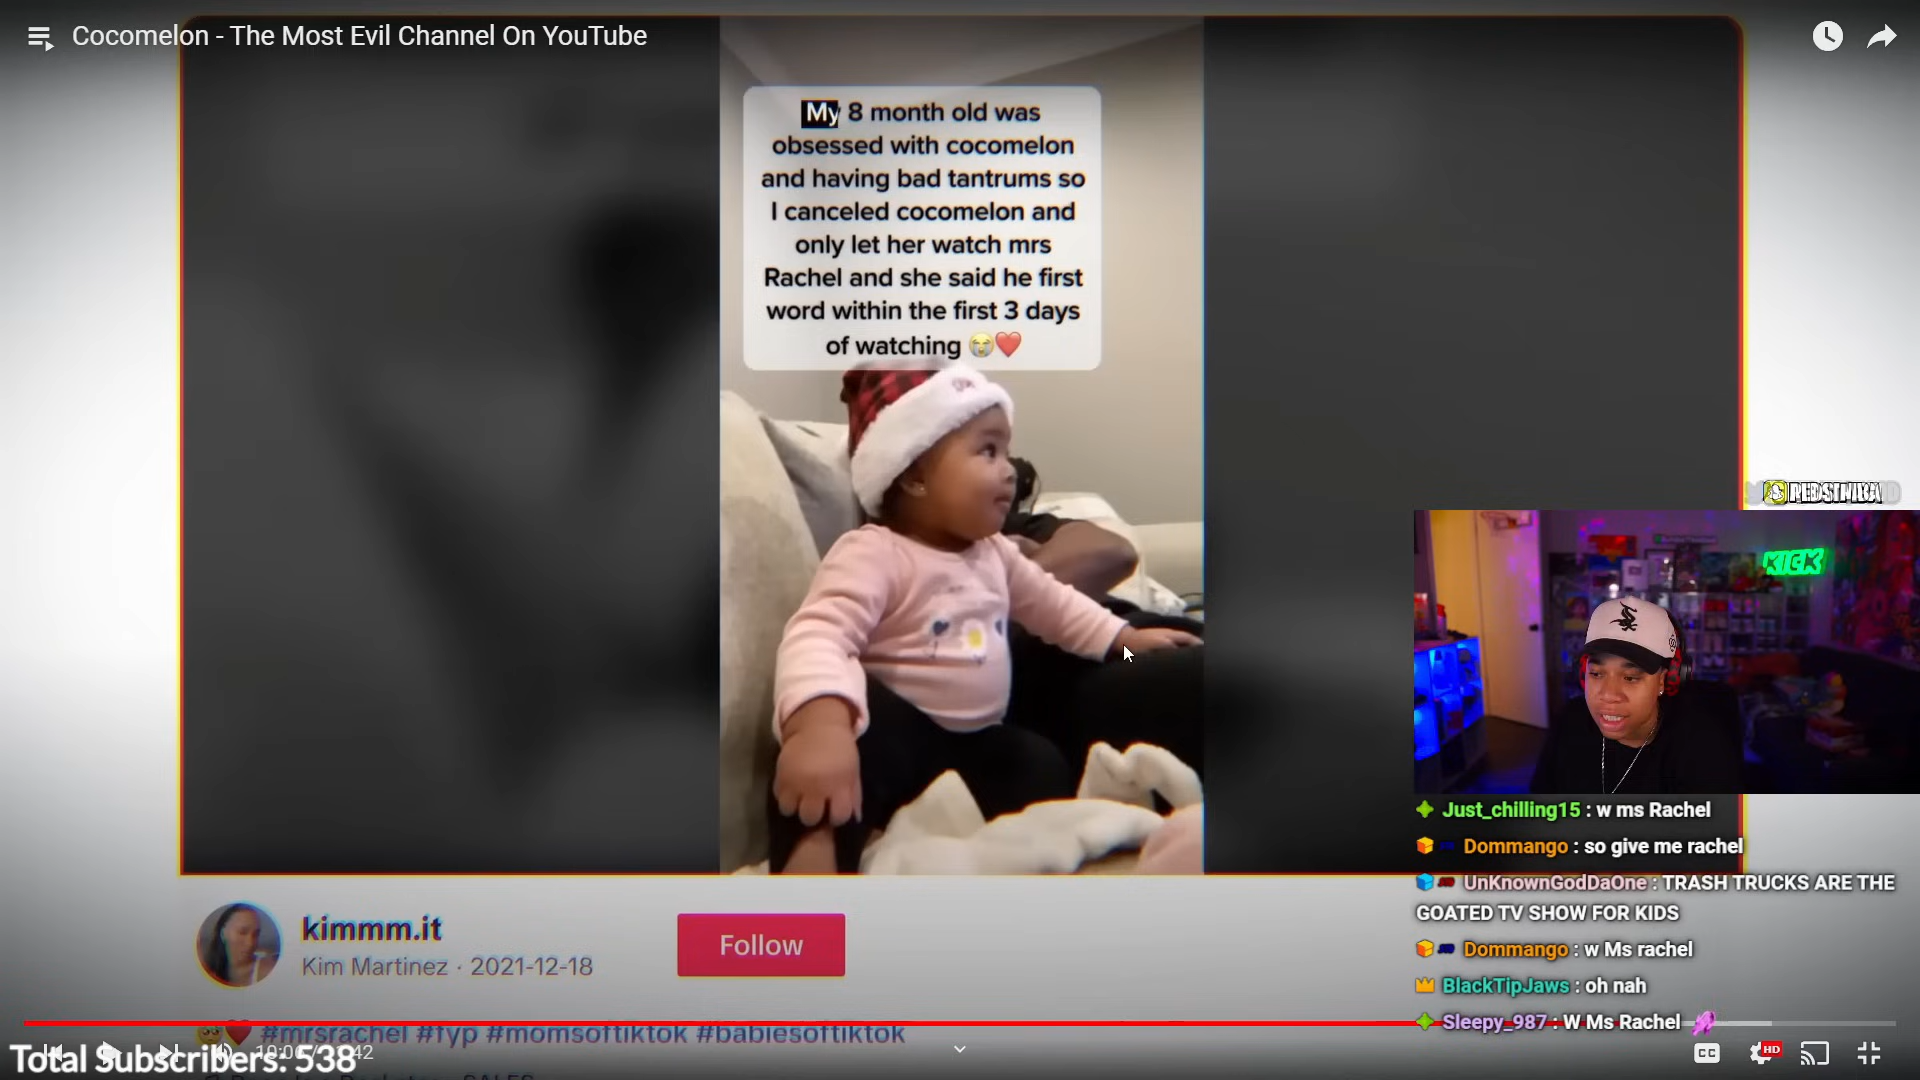 Cocomelon - The Most Evil Channel On YouTube
My 8 month old was
obsessed with cocomelon
and having bad tantrums so
I canceled cocomelon and
only let her watch mrs
Rachel and she said he first
word within the first 3 days
of watching 😭❤️
KICK
Just_chilling15 : w ms Rachel
Dommango : so give me rachel
UnKnownGodDaOne : TRASH TRUCKS ARE THE
GOATED TV SHOW FOR KIDS
Dommango : w Ms rachel
BlackTipJaws : oh nah
Sleepy_987 : W Ms Rachel
kimmm.it
Kim Martinez · 2021-12-18
Follow
#mrsrachel #fyp #momsoftiktok #babiesoftiktok
Total Subscribers: 538
CC
HD